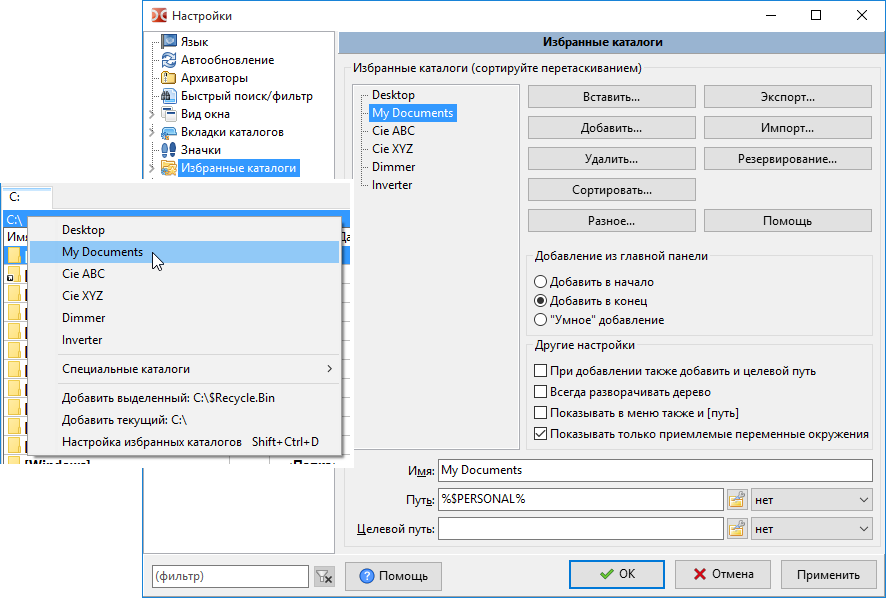 Настройки
Язык
Автообновление
Архиваторы
Быстрый поиск/фильтр
Вид окна
Вкладки каталогов
Значки
Избранные каталоги
Избранные каталоги
Избранные каталоги (сортируйте перетаскиванием)
Desktop
My Documents
Cie ABC
Cie XYZ
Dimmer
Inverter
Вставить...
Экспорт...
Добавить...
Импорт...
Удалить...
Резервирование...
Сортировать...
Разное...
Помощь
Добавление из главной панели
Добавить в начало
Добавить в конец
"Умное" добавление
Другие настройки
При добавлении также добавить и целевой путь
Всегда разворачивать дерево
Показывать в меню также и [путь]
Показывать только приемлемые переменные окружения
Имя: My Documents
Путь: %$PERSONAL% нет
Целевой путь: нет
C:
C:\
Desktop
My Documents
Cie ABC
Cie XYZ
Dimmer
Inverter
Специальные каталоги
Добавить выделенный: C:\$Recycle.Bin
Добавить текущий: C:\
Настройка избранных каталогов Shift+Ctrl+D
[Windows]
(фильтр)
Помощь
OK
Отмена
Применить